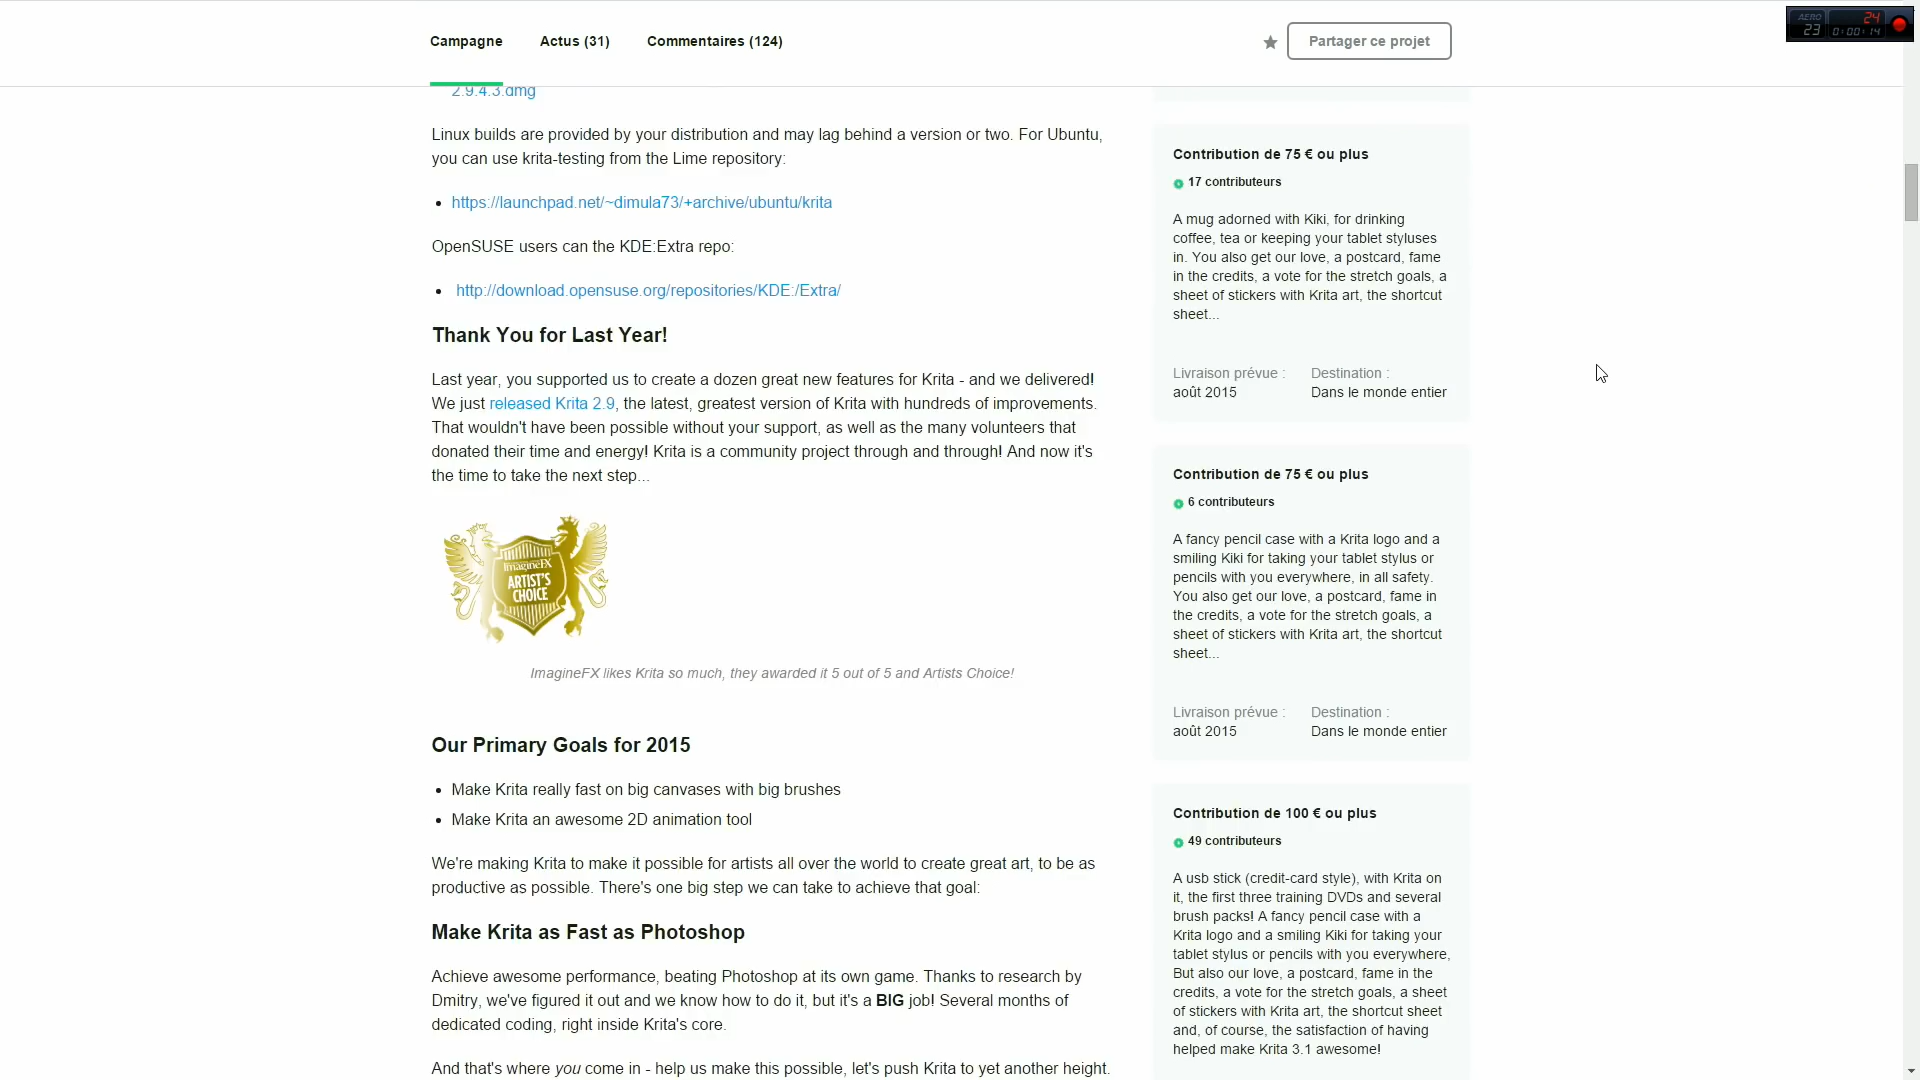 Campagne
Actus (31)
Commentaires (124)
Partager ce projet
AERO
23
24
0:00:14
2.9.4.3.dmg
Linux builds are provided by your distribution and may lag behind a version or two. For Ubuntu,
you can use krita-testing from the Lime repository:
https://launchpad.net/~dimula73/+archive/ubuntu/krita
OpenSUSE users can the KDE:Extra repo:
http://download.opensuse.org/repositories/KDE:/Extra/
Thank You for Last Year!
Last year, you supported us to create a dozen great new features for Krita - and we delivered!
We just released Krita 2.9, the latest, greatest version of Krita with hundreds of improvements.
That wouldn't have been possible without your support, as well as the many volunteers that
donated their time and energy! Krita is a community project through and through! And now it's
the time to take the next step...
ImagineFX
ARTIST'S
CHOICE
ImagineFX likes Krita so much, they awarded it 5 out of 5 and Artists Choice!
Our Primary Goals for 2015
Make Krita really fast on big canvases with big brushes
Make Krita an awesome 2D animation tool
We're making Krita to make it possible for artists all over the world to create great art, to be as
productive as possible. There's one big step we can take to achieve that goal:
Make Krita as Fast as Photoshop
Achieve awesome performance, beating Photoshop at its own game. Thanks to research by
Dmitry, we've figured it out and we know how to do it, but it's a BIG job! Several months of
dedicated coding, right inside Krita's core.
And that's where you come in - help us make this possible, let's push Krita to yet another height.
Contribution de 75 € ou plus
17 contributeurs
A mug adorned with Kiki, for drinking
coffee, tea or keeping your tablet styluses
in. You also get our love, a postcard, fame
in the credits, a vote for the stretch goals, a
sheet of stickers with Krita art, the shortcut
sheet...
Livraison prévue :
août 2015
Destination :
Dans le monde entier
Contribution de 75 € ou plus
6 contributeurs
A fancy pencil case with a Krita logo and a
smiling Kiki for taking your tablet stylus or
pencils with you everywhere, in all safety.
You also get our love, a postcard, fame in
the credits, a vote for the stretch goals, a
sheet of stickers with Krita art, the shortcut
sheet...
Livraison prévue :
août 2015
Destination :
Dans le monde entier
Contribution de 100 € ou plus
49 contributeurs
A usb stick (credit-card style), with Krita on
it, the first three training DVDs and several
brush packs! A fancy pencil case with a
Krita logo and a smiling Kiki for taking your
tablet stylus or pencils with you everywhere,
But also our love, a postcard, fame in the
credits, a vote for the stretch goals, a sheet
of stickers with Krita art, the shortcut sheet
and, of course, the satisfaction of having
helped make Krita 3.1 awesome!